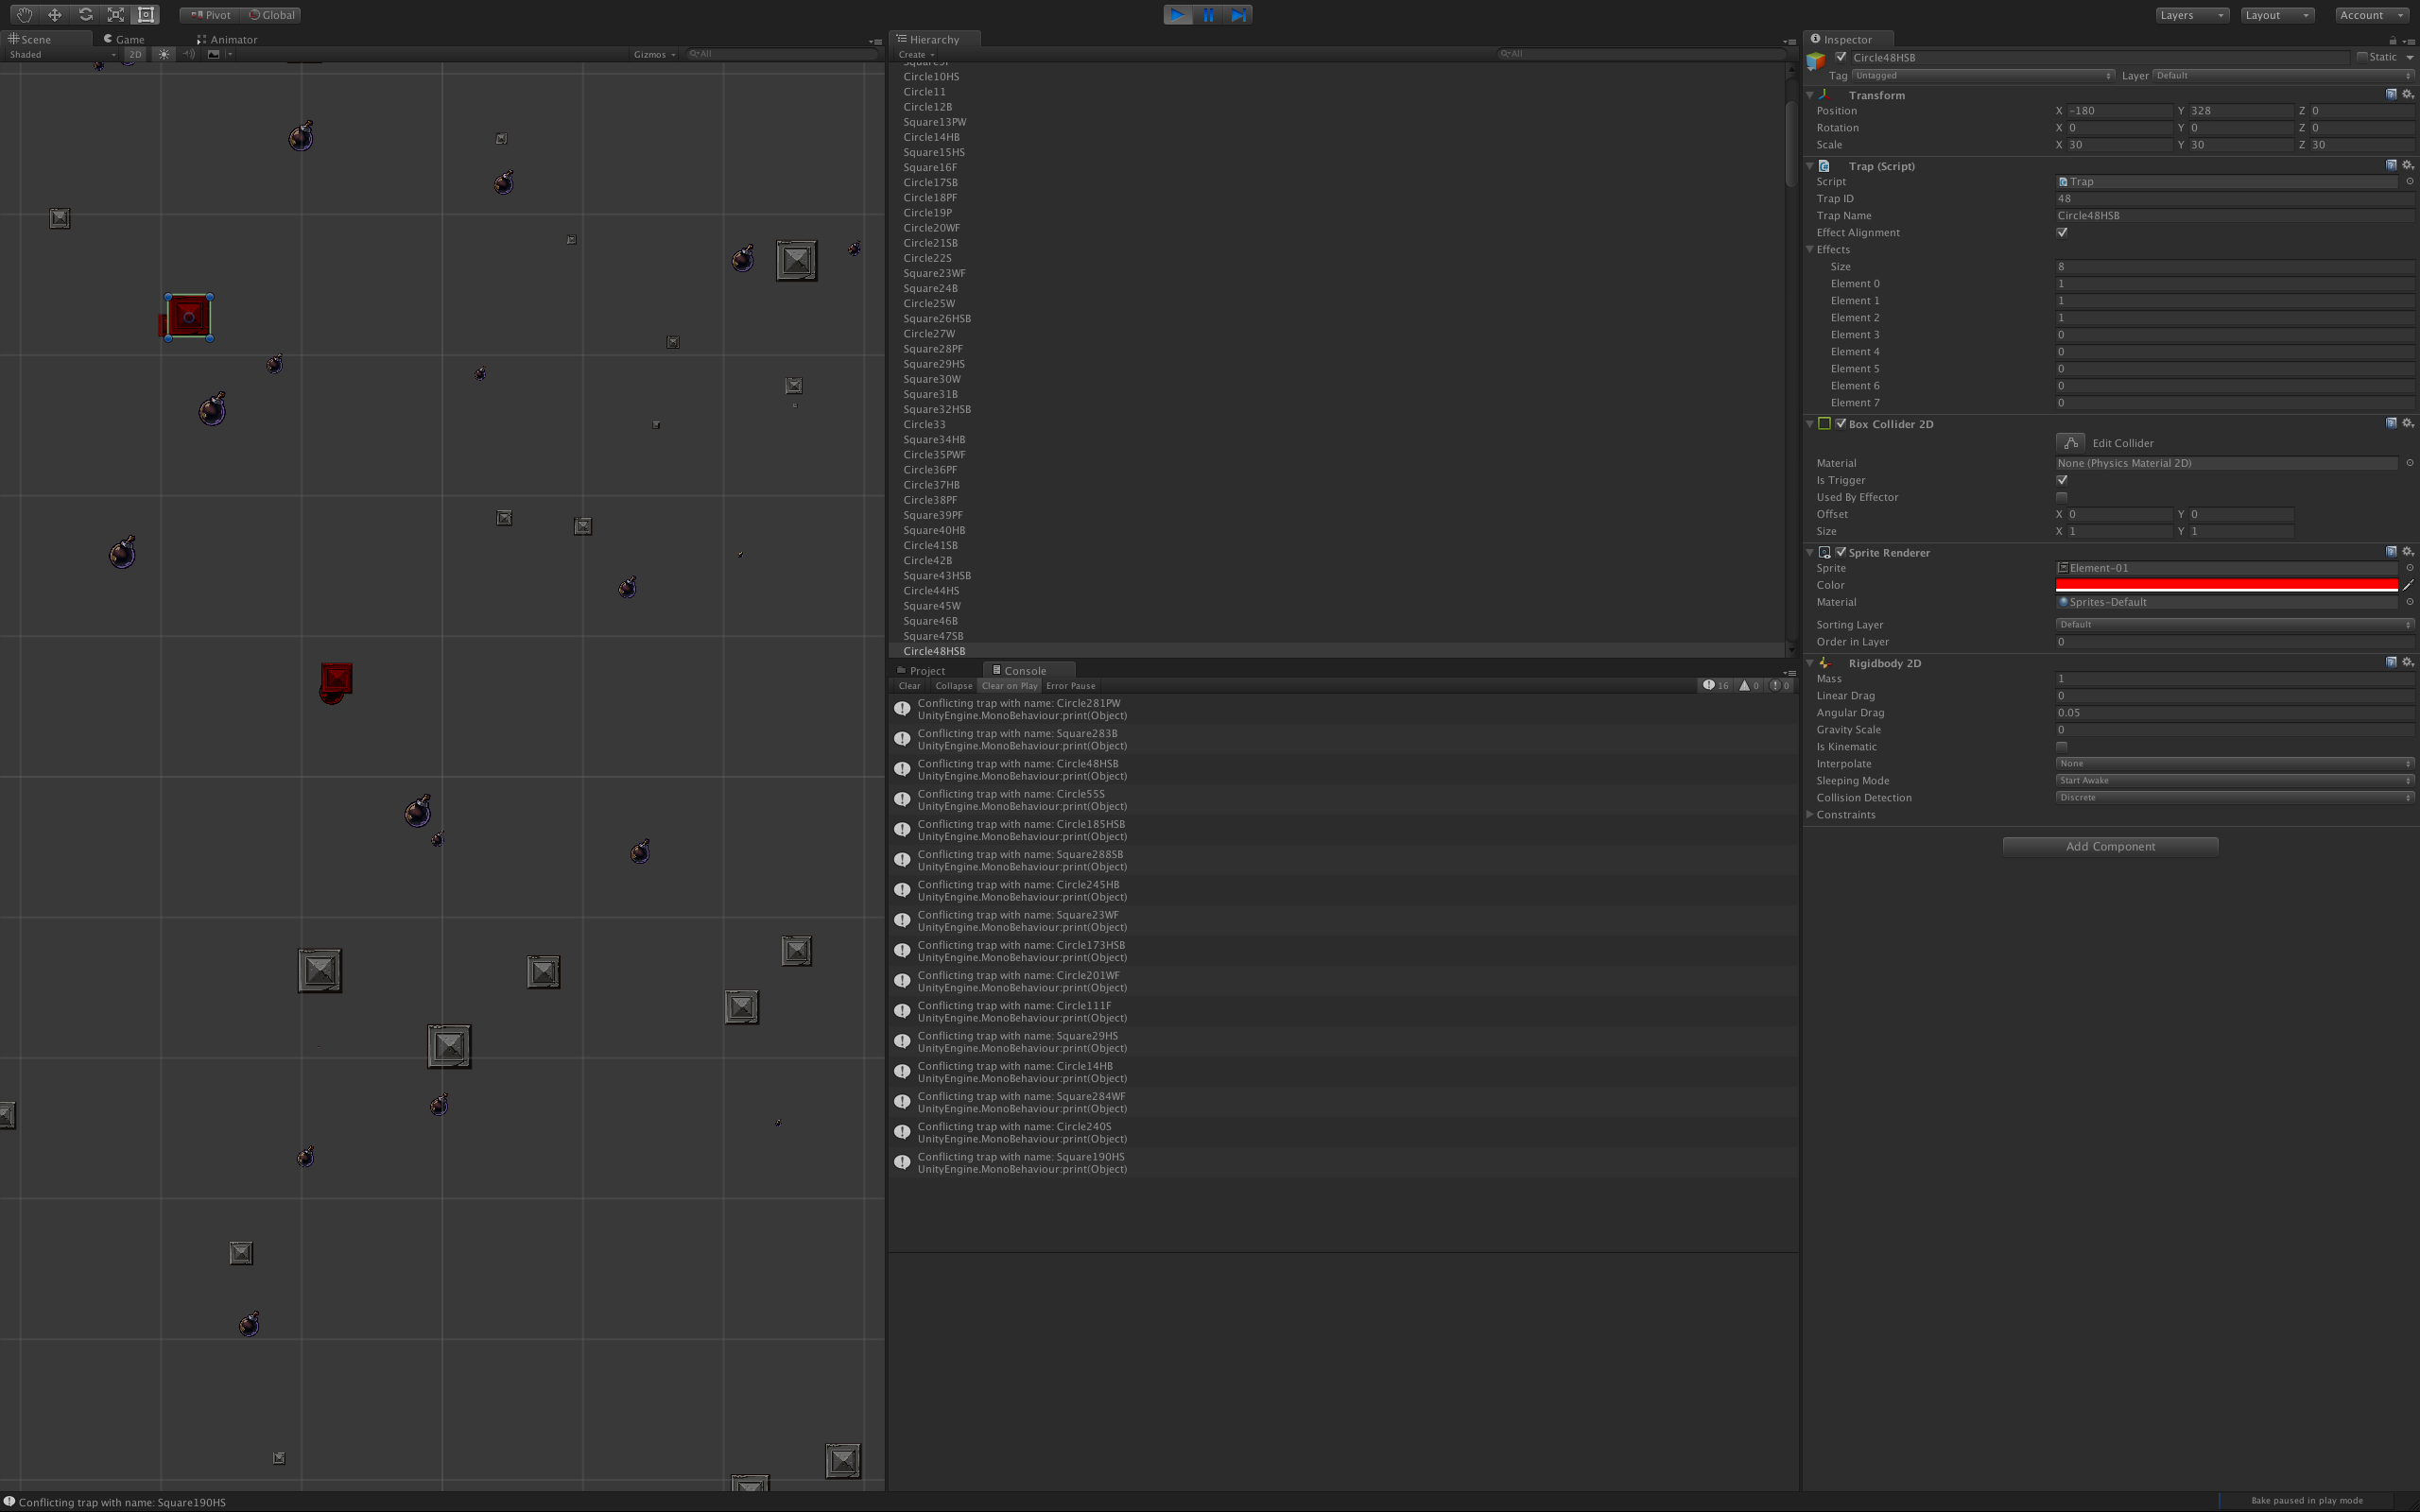 Pivot Global Layers Layout Account
Scene Game Animator
Shaded 2D Gizmos All
Hierarchy
Create All
Circle10HS
Circle11
Circle12B
Square13PW
Circle14HB
Square15HS
Square16F
Circle17SB
Circle18PF
Circle19P
Circle20WF
Circle21SB
Circle22S
Square23WF
Square24B
Circle25W
Square26HSB
Circle27W
Square28PF
Square29HS
Square30W
Square31B
Square32HSB
Circle33
Square34HB
Circle35PWF
Circle36PF
Circle37HB
Circle38PF
Square39PF
Square40HB
Circle41SB
Circle42B
Square43HSB
Circle44HS
Square45W
Square46B
Square47SB
Circle48HSB
Project Console
Clear Collapse Clear on Play Error Pause 16 0 0
Conflicting trap with name: Circle281PW
UnityEngine.MonoBehaviour:print(Object)
Conflicting trap with name: Square283B
UnityEngine.MonoBehaviour:print(Object)
Conflicting trap with name: Circle48HSB
UnityEngine.MonoBehaviour:print(Object)
Conflicting trap with name: Circle55S
UnityEngine.MonoBehaviour:print(Object)
Conflicting trap with name: Circle185HSB
UnityEngine.MonoBehaviour:print(Object)
Conflicting trap with name: Square288SB
UnityEngine.MonoBehaviour:print(Object)
Conflicting trap with name: Circle245HB
UnityEngine.MonoBehaviour:print(Object)
Conflicting trap with name: Square23WF
UnityEngine.MonoBehaviour:print(Object)
Conflicting trap with name: Circle173HSB
UnityEngine.MonoBehaviour:print(Object)
Conflicting trap with name: Circle201WF
UnityEngine.MonoBehaviour:print(Object)
Conflicting trap with name: Circle111F
UnityEngine.MonoBehaviour:print(Object)
Conflicting trap with name: Square29HS
UnityEngine.MonoBehaviour:print(Object)
Conflicting trap with name: Circle14HB
UnityEngine.MonoBehaviour:print(Object)
Conflicting trap with name: Square284WF
UnityEngine.MonoBehaviour:print(Object)
Conflicting trap with name: Circle240S
UnityEngine.MonoBehaviour:print(Object)
Conflicting trap with name: Square190HS
UnityEngine.MonoBehaviour:print(Object)
Inspector
Circle48HSB Static
Tag Untagged Layer Default
Transform
Position X -180 Y 328 Z 0
Rotation X 0 Y 0 Z 0
Scale X 30 Y 30 Z 30
Trap (Script)
Script Trap
Trap ID 48
Trap Name Circle48HSB
Effect Alignment
Effects
Size 8
Element 0 1
Element 1 1
Element 2 1
Element 3 0
Element 4 0
Element 5 0
Element 6 0
Element 7 0
Box Collider 2D
Edit Collider
Material None (Physics Material 2D)
Is Trigger
Used By Effector
Offset X 0 Y 0
Size X 1 Y 1
Sprite Renderer
Sprite Element-01
Color
Material Sprites-Default
Sorting Layer Default
Order in Layer 0
Rigidbody 2D
Mass 1
Linear Drag 0
Angular Drag 0.05
Gravity Scale 0
Is Kinematic
Interpolate None
Sleeping Mode Start Awake
Collision Detection Discrete
Constraints
Add Component
Conflicting trap with name: Square190HS
Bake paused in play mode